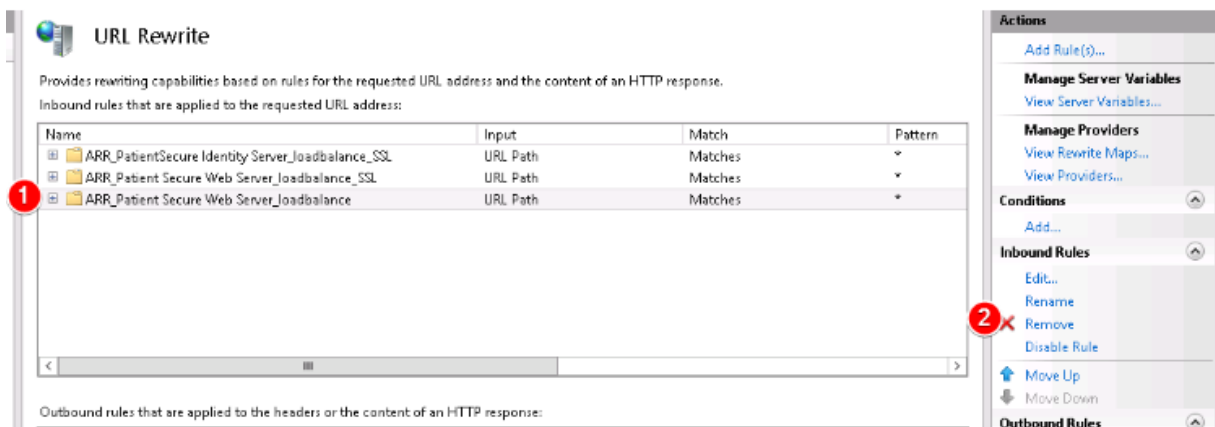 URL Rewrite
Provides rewriting capabilities based on rules for the requested URL address and the content of an HTTP response.
Inbound rules that are applied to the requested URL address:
Name Input Match Pattern
ARR_PatientSecure Identity Server_loadbalance_SSL URL Path Matches *
ARR_Patient Secure Web Server_loadbalance_SSL URL Path Matches *
1 ARR_Patient Secure Web Server_loadbalance URL Path Matches *
Outbound rules that are applied to the headers or the content of an HTTP response:
Actions
Add Rule(s)...
Manage Server Variables
View Server Variables...
Manage Providers
View Rewrite Maps...
View Providers...
Conditions
Add...
Inbound Rules
Edit...
Rename
2 Remove
Disable Rule
Move Up
Move Down
Outbound Rules